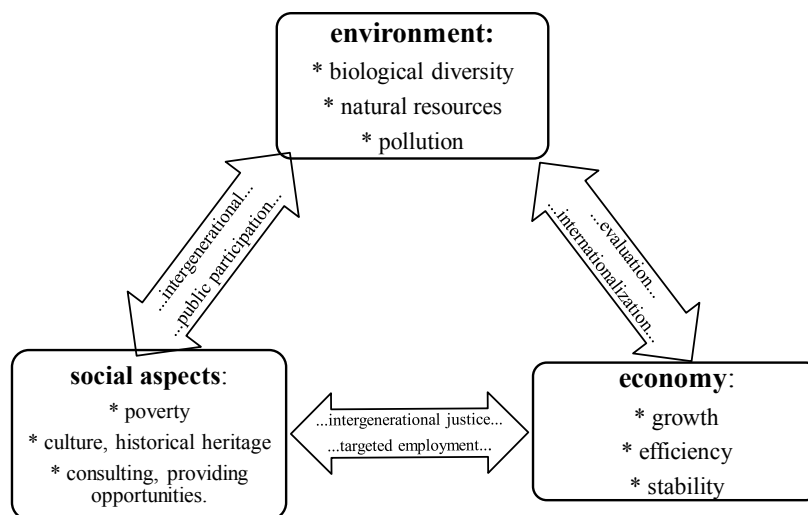 environment:
* biological diversity
* natural resources
* pollution
...intergenerational...
...public participation...
...evaluation...
...internationalization...
social aspects:
* poverty
* culture, historical heritage
* consulting, providing
opportunities.
...intergenerational justice...
...targeted employment...
economy:
* growth
* efficiency
* stability